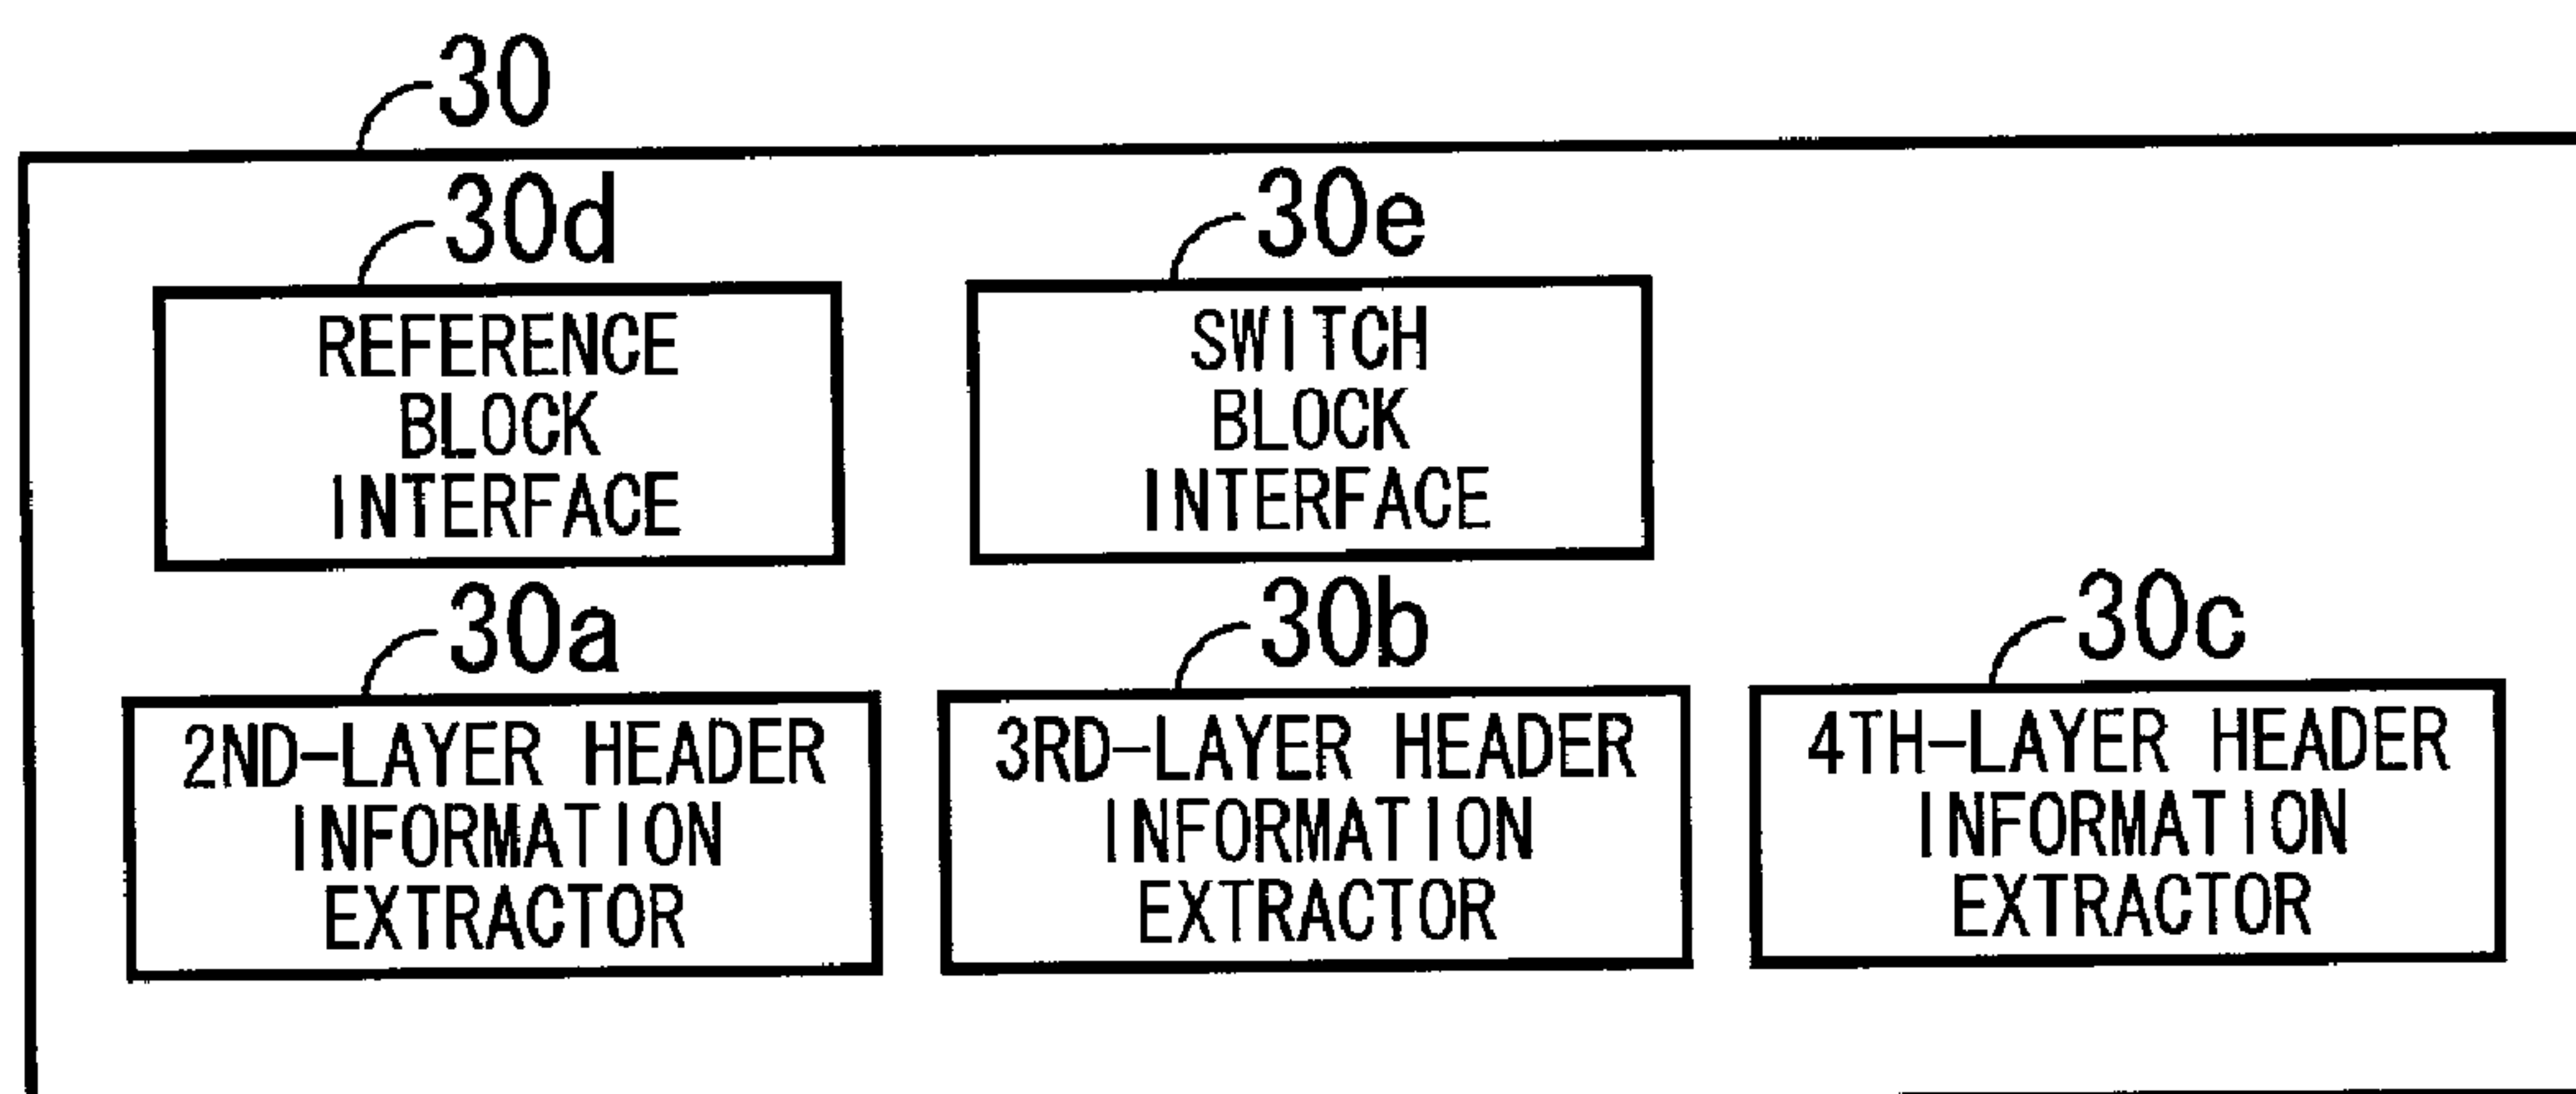 30
30d
REFERENCE
BLOCK
INTERFACE
30e
SWITCH
BLOCK
INTERFACE
30a
2ND-LAYER HEADER
INFORMATION
EXTRACTOR
30b
3RD-LAYER HEADER
INFORMATION
EXTRACTOR
30c
4TH-LAYER HEADER
INFORMATION
EXTRACTOR